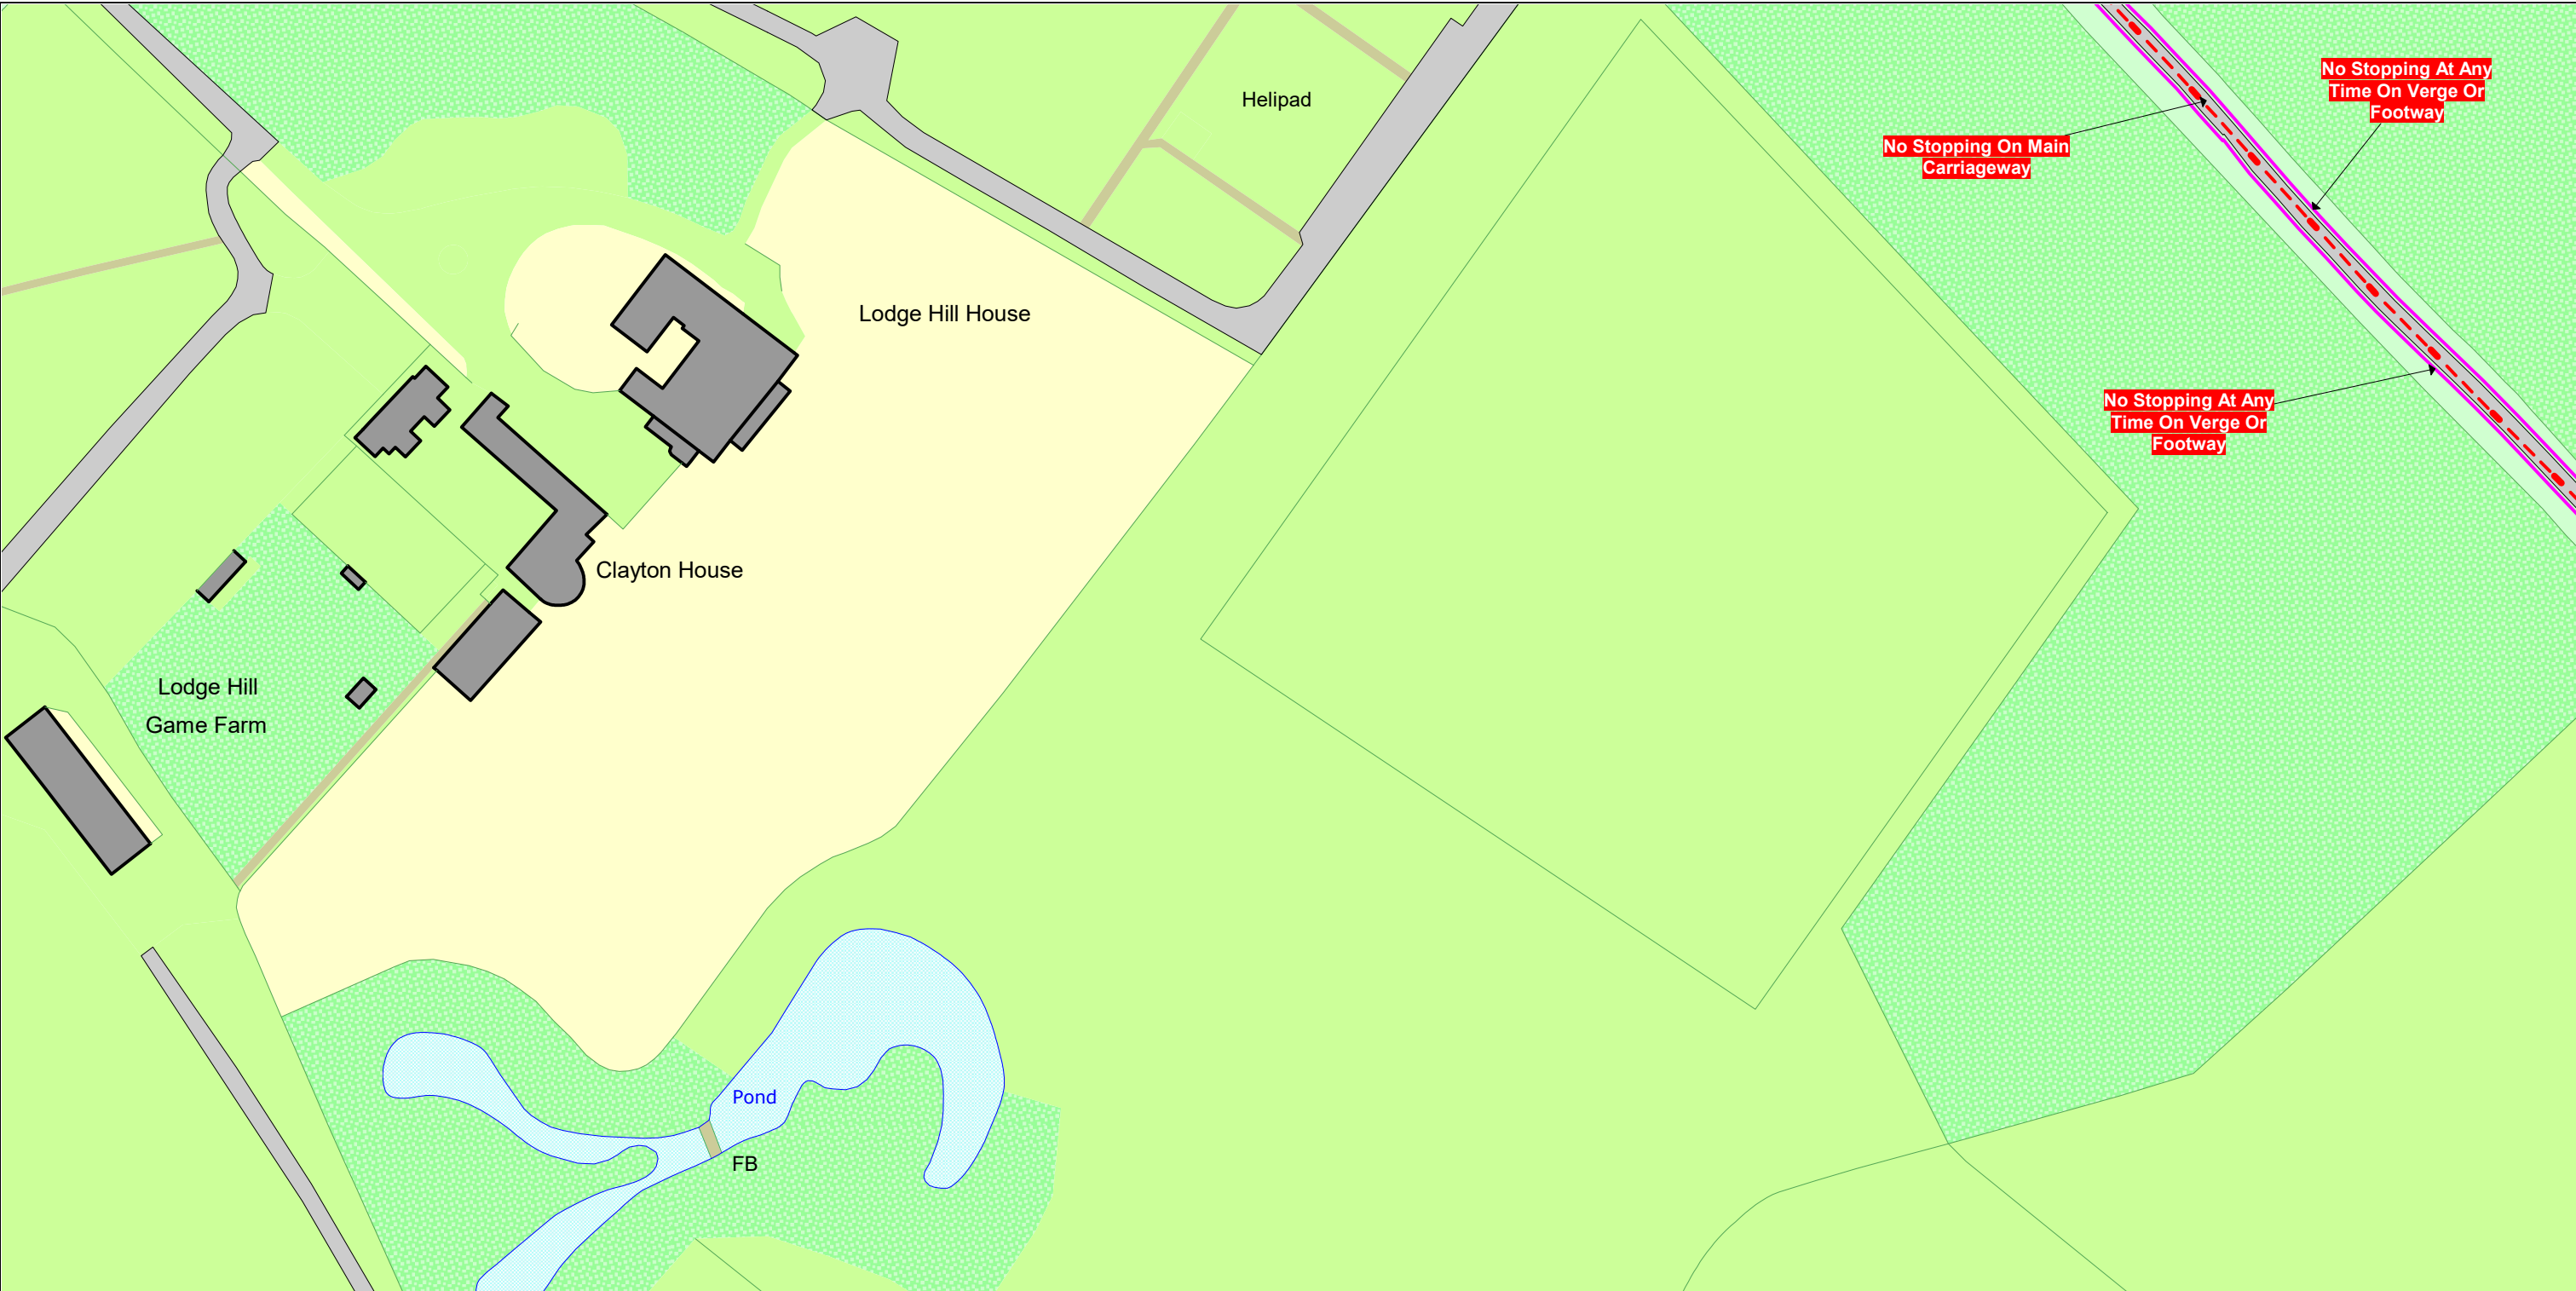 No Stopping At Any
Time On Verge Or
Footway
Helipad
No Stopping On Main
Carriageway
Lodge Hill House
No Stopping At Any
Time On Verge Or
Footway
Clayton House
Lodge Hill
Game Farm
Pond
FB